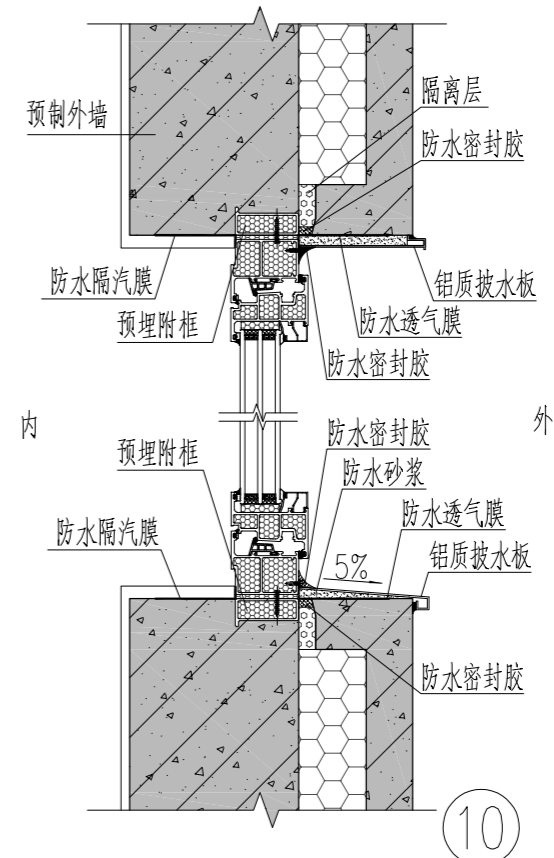 隔离层
预制外墙
防水密封胶
防水隔汽膜
铝质披水板
预埋附框
防水透气膜
防水密封胶
内
外
防水密封胶
预埋附框
防水砂浆
防水透气膜
防水隔汽膜
5%
铝质披水板
防水密封胶
10